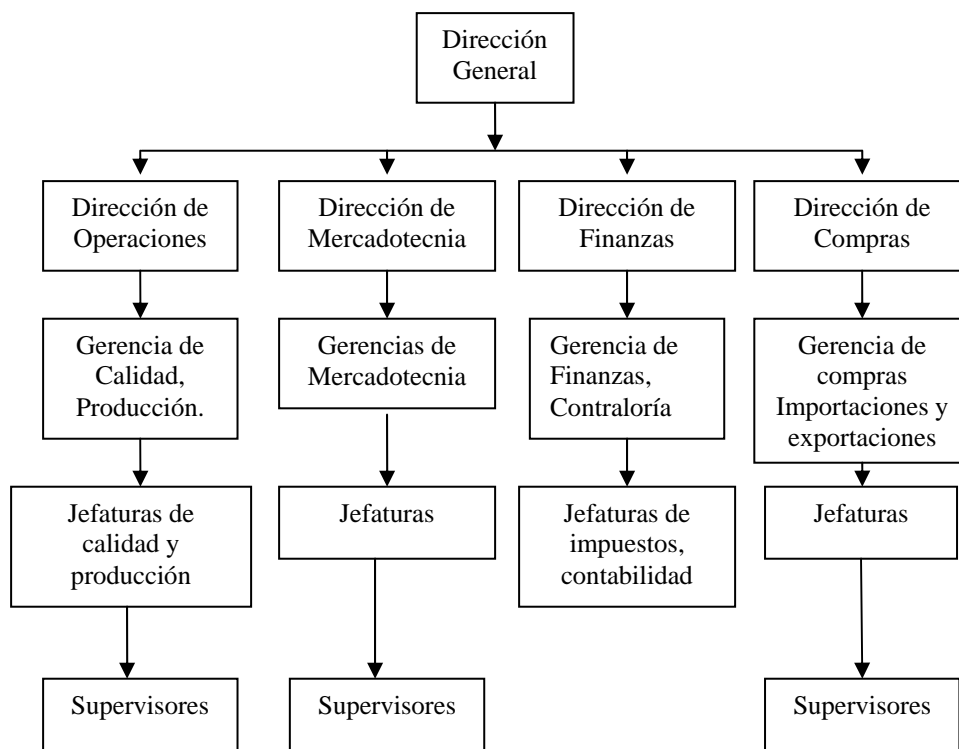 Dirección
General
Dirección de
Operaciones
Dirección de
Mercadotecnia
Dirección de
Finanzas
Dirección de
Compras
Gerencia de
Calidad,
Producción.
Gerencias de
Mercadotecnia
Gerencia de
Finanzas,
Contraloría
Gerencia de
compras
Importaciones y
exportaciones
Jefaturas de
calidad y
producción
Jefaturas
Jefaturas de
impuestos,
contabilidad
Jefaturas
Supervisores
Supervisores
Supervisores